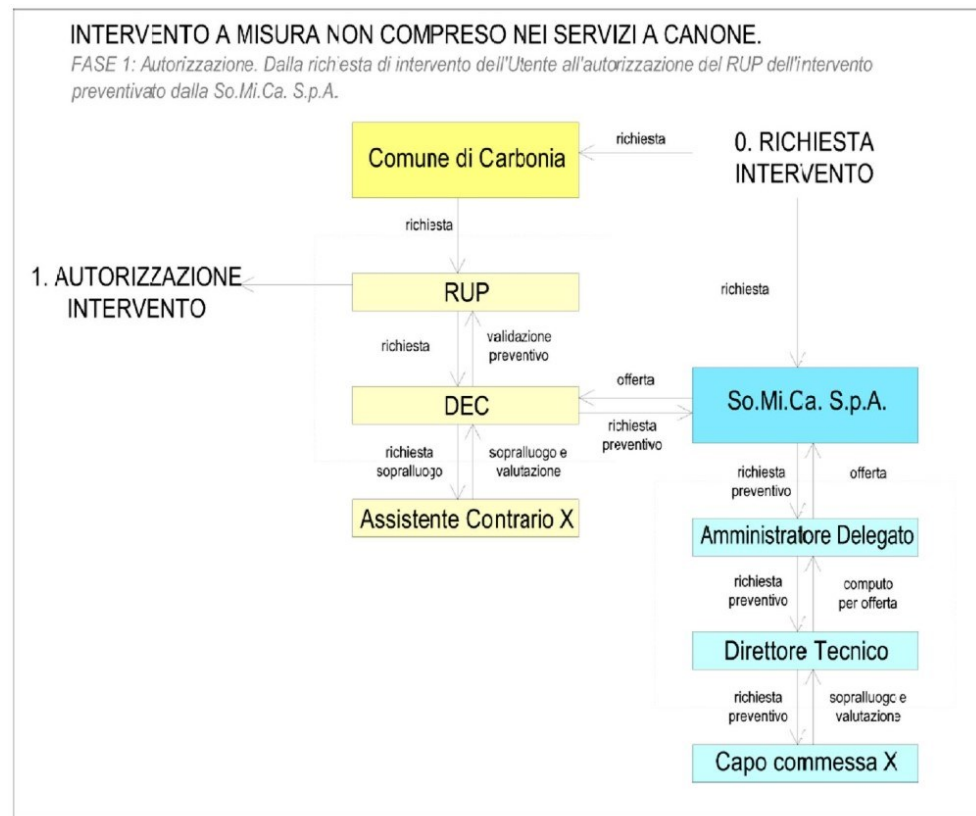 INTERVENTO A MISURA NON COMPRESO NEI SERVIZI A CANONE.
FASE 1: Autorizzazione. Dalla richiesta di intervento dell'Utente all'autorizzazione del RUP dell'intervento
preventivato dalla So.Mi.Ca. S.p.A.
Comune di Carbonia
richiesta
0. RICHIESTA
INTERVENTO
richiesta
1. AUTORIZZAZIONE
INTERVENTO
RUP
richiesta
richiesta
validazione
preventivo
DEC
offerta
richiesta
preventivo
So.Mi.Ca. S.p.A.
richiesta
sopralluogo
sopralluogo e
valutazione
richiesta
preventivo
offerta
Assistente Contrario X
Amministratore Delegato
richiesta
preventivo
computo
per offerta
Direttore Tecnico
richiesta
preventivo
sopralluogo e
valutazione
Capo commessa X